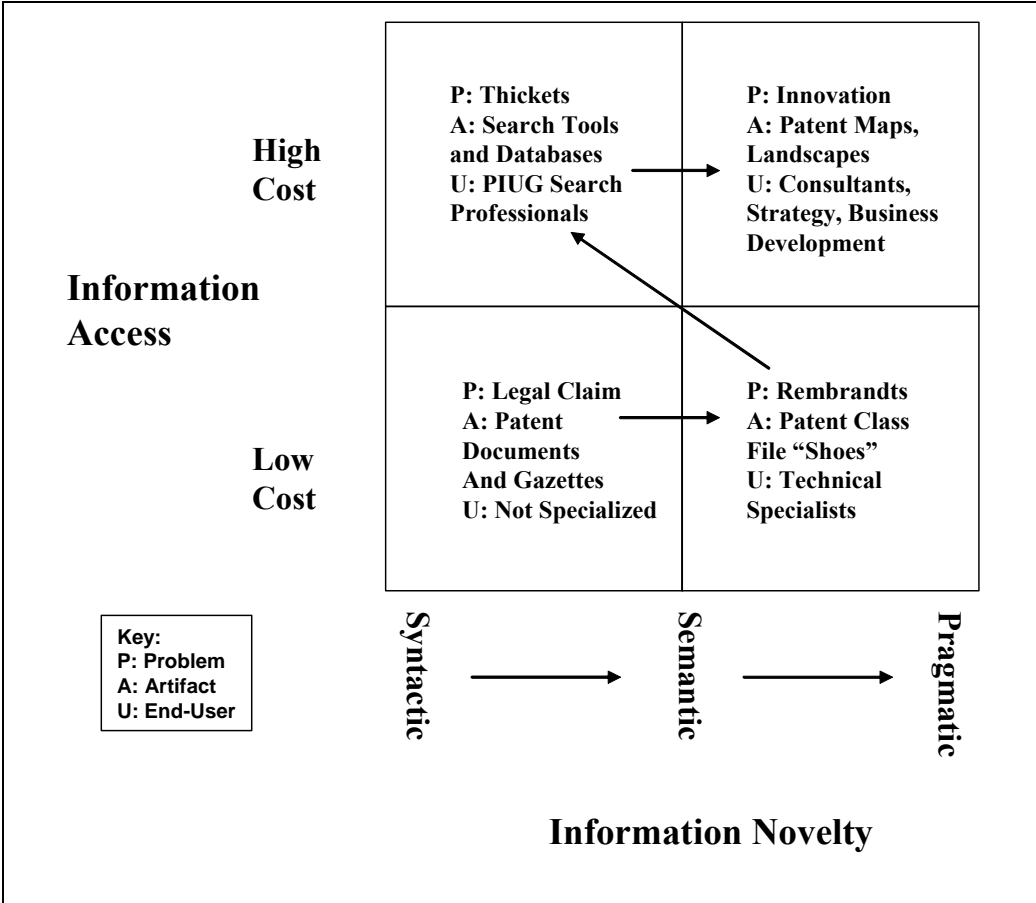 P: Thickets
A: Search Tools
and Databases
U: PIUG Search
Professionals
P: Innovation
A: Patent Maps,
Landscapes
U: Consultants,
Strategy, Business
Development
High
Cost
Information
Access
P: Legal Claim
A: Patent
Documents
And Gazettes
U: Not Specialized
P: Rembrandts
A: Patent Class
File “Shoes”
U: Technical
Specialists
Low
Cost
Key:
P: Problem
A: Artifact
U: End-User
Syntactic
Semantic
Pragmatic
Information Novelty